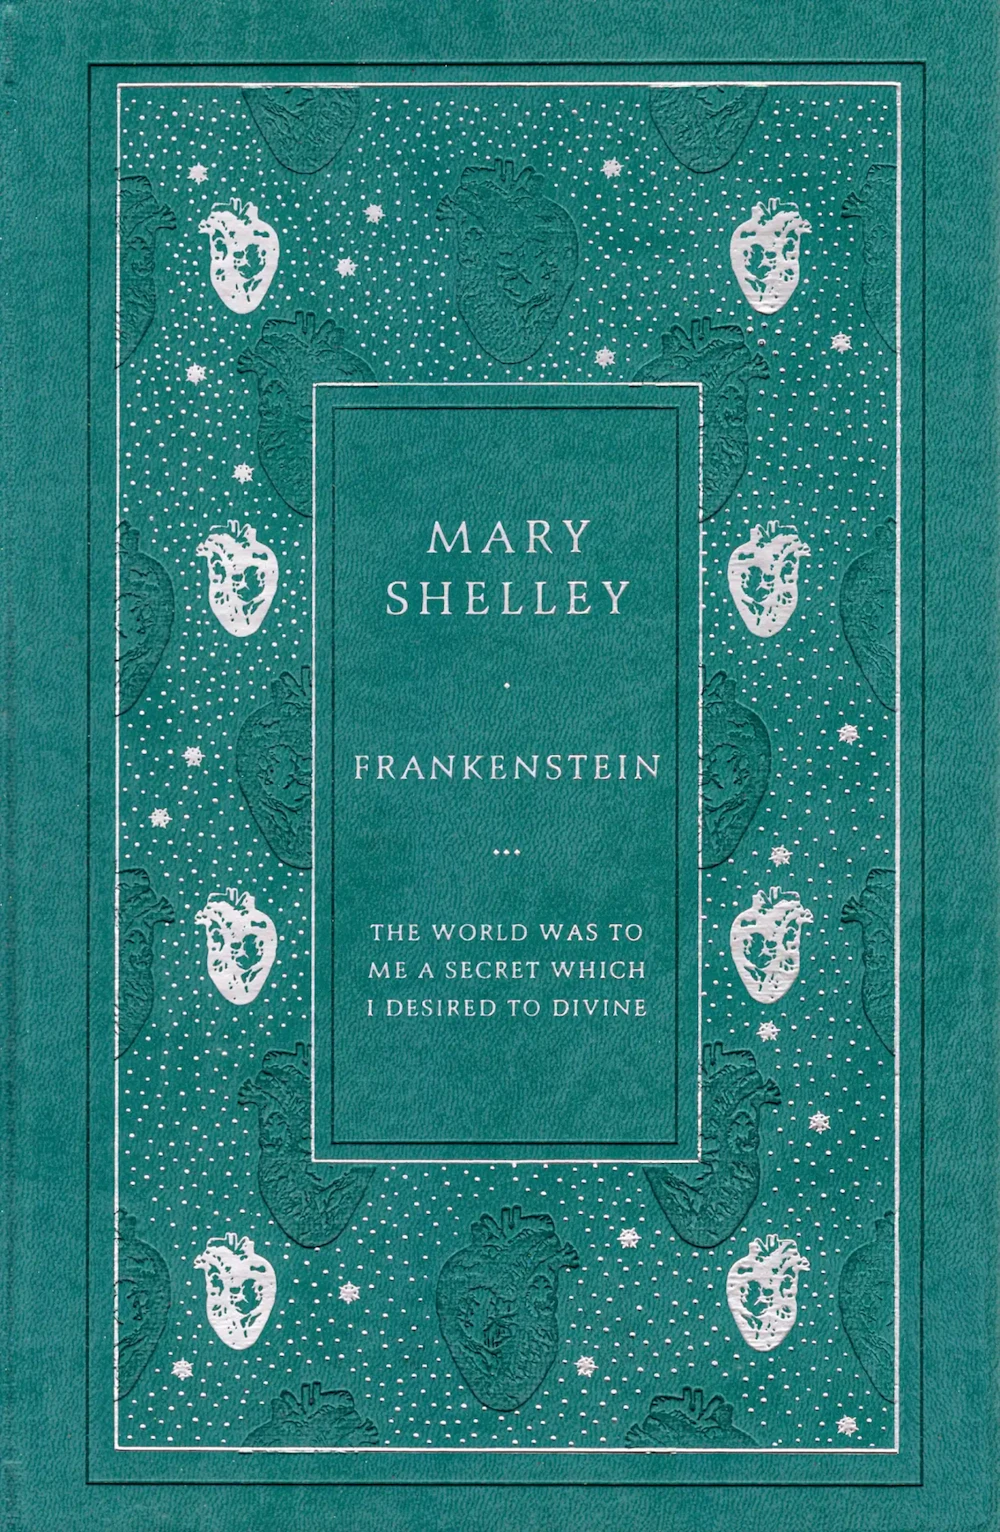 MARY
SHELLEY
FRANKENSTEIN
THE WORLD WAS TO
ME A SECRET WHICH
I DESIRED TO DIVINE